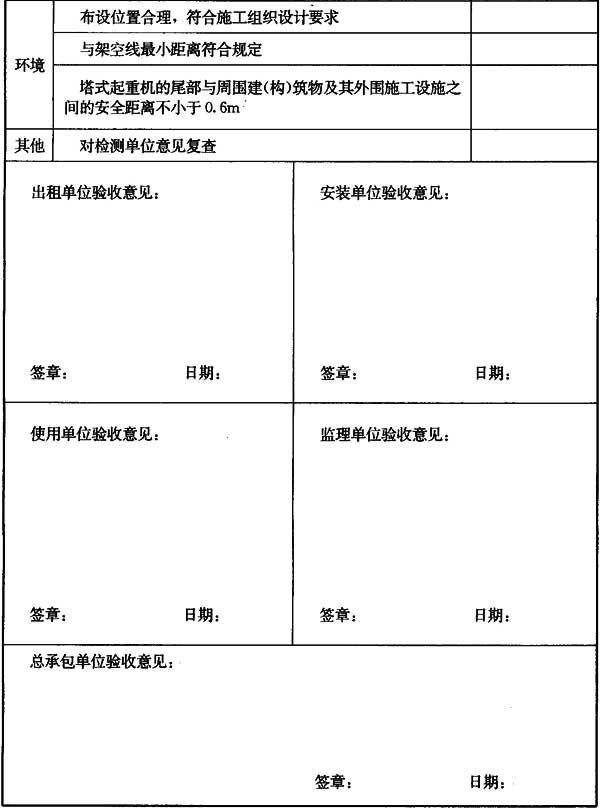 环境
布设位置合理，符合施工组织设计要求
与架空线最小距离符合规定
塔式起重机的尾部与周围建(构)筑物及其外围施工设施之
间的安全距离不小于0.6m
其他
对检测单位意见复查
出租单位验收意见：
安装单位验收意见：
签章：
日期：
签章：
日期：
使用单位验收意见：
监理单位验收意见：
签章：
日期：
签章：
日期：
总承包单位验收意见：
签章：
日期：